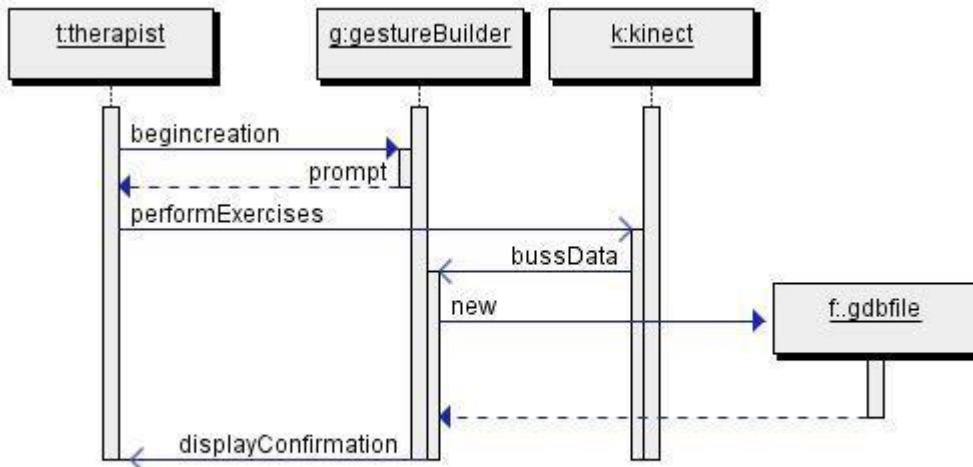 t:therapist
g:gestureBuilder
k:kinect
begincreation
prompt
performExercises
bussData
new
f:.gdbfile
displayConfirmation